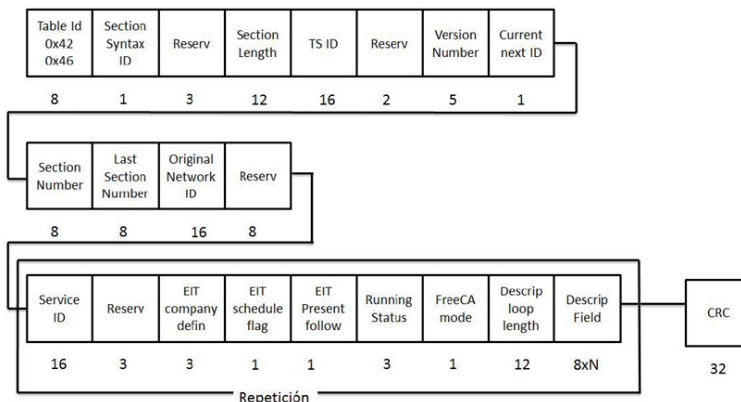 Table Id
0x42
0x46
Section
Syntax
ID
Reserv
Section
Length
TS ID
Reserv
Version
Number
Current
next ID
8 1 3 12 16 2 5 1
Section
Number
Last
Section
Number
Original
Network
ID
Reserv
8 8 16 8
Service
ID
Reserv
EIT
company
defin
EIT
schedule
flag
EIT
Present
follow
Running
Status
FreeCA
mode
Descrip
loop
length
Descrip
Field
CRC
16 3 3 1 1 3 1 12 8xN 32
Repetición